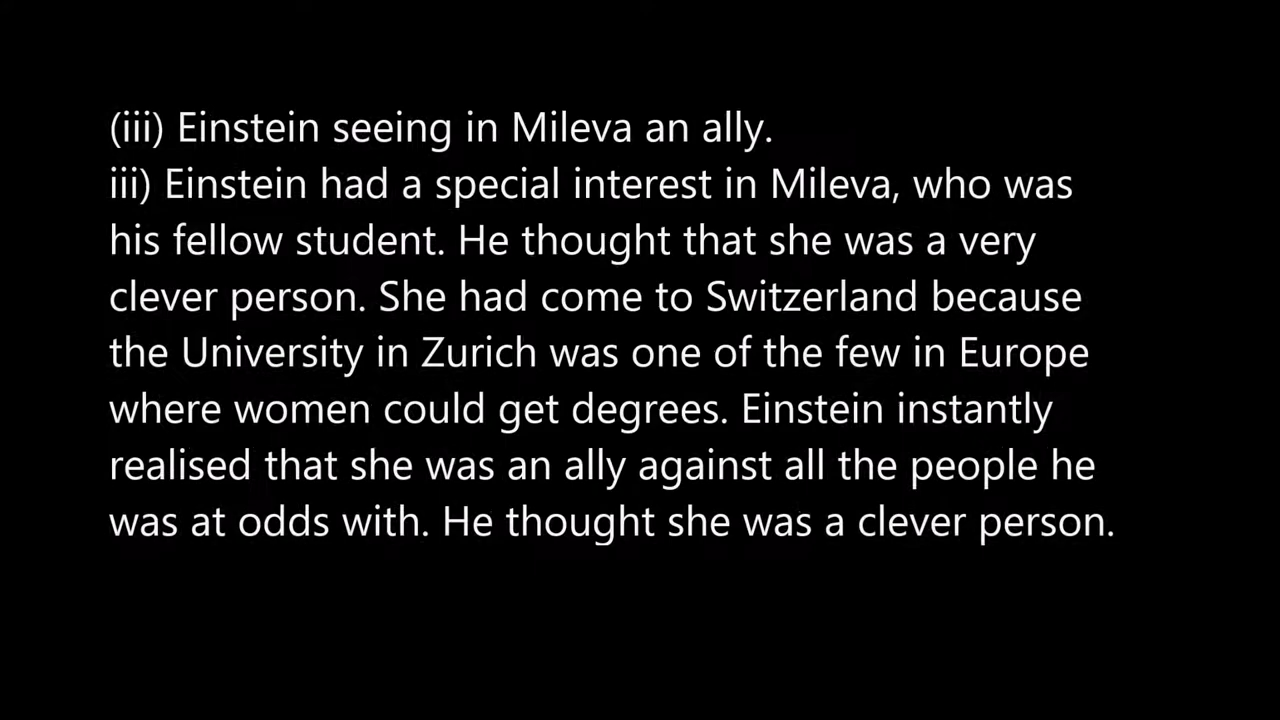 (iii) Einstein seeing in Mileva an ally.
iii) Einstein had a special interest in Mileva, who was
his fellow student. He thought that she was a very
clever person. She had come to Switzerland because
the University in Zurich was one of the few in Europe
where women could get degrees. Einstein instantly
realised that she was an ally against all the people he
was at odds with. He thought she was a clever person.